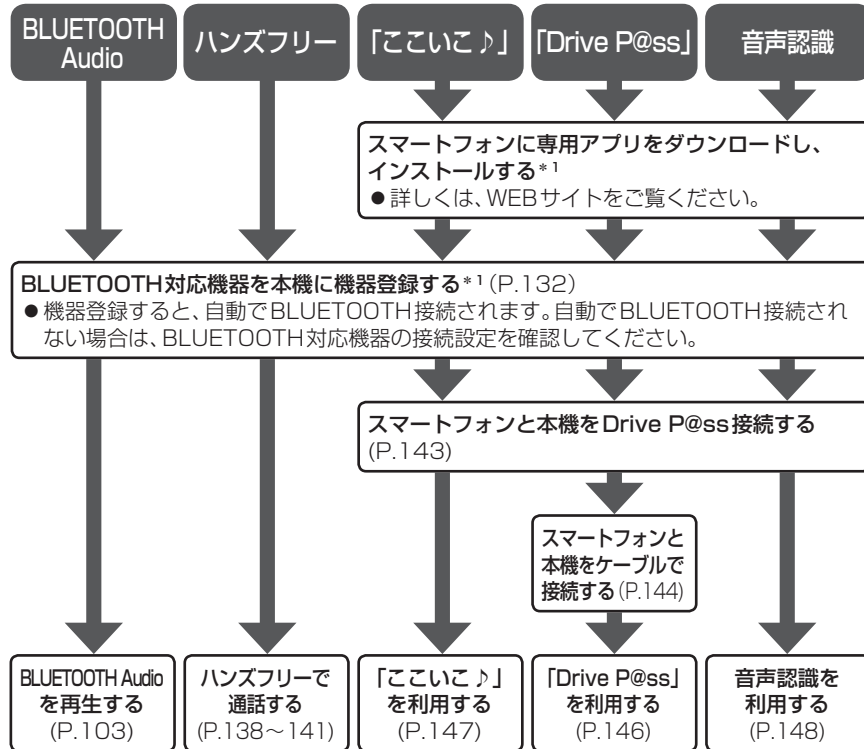 BLUETOOTH
Audio
ハンズフリー
「ここいこ♪」
「Drive P@ss」
音声認識
スマートフォンに専用アプリをダウンロードし、
インストールする*1
●詳しくは、WEBサイトをご覧ください。
BLUETOOTH対応機器を本機に機器登録する*1(P.132)
●機器登録すると、自動でBLUETOOTH接続されます。自動でBLUETOOTH接続され
ない場合は、BLUETOOTH対応機器の接続設定を確認してください。
スマートフォンと本機をDrive P@ss接続する
(P.143)
スマートフォンと
本機をケーブルで
接続する(P.144)
BLUETOOTH Audio
を再生する
(P.103)
ハンズフリーで
通話する
(P.138～141)
「ここいこ♪」
を利用する
(P.147)
「Drive P@ss」
を利用する
(P.146)
音声認識を
利用する
(P.148)